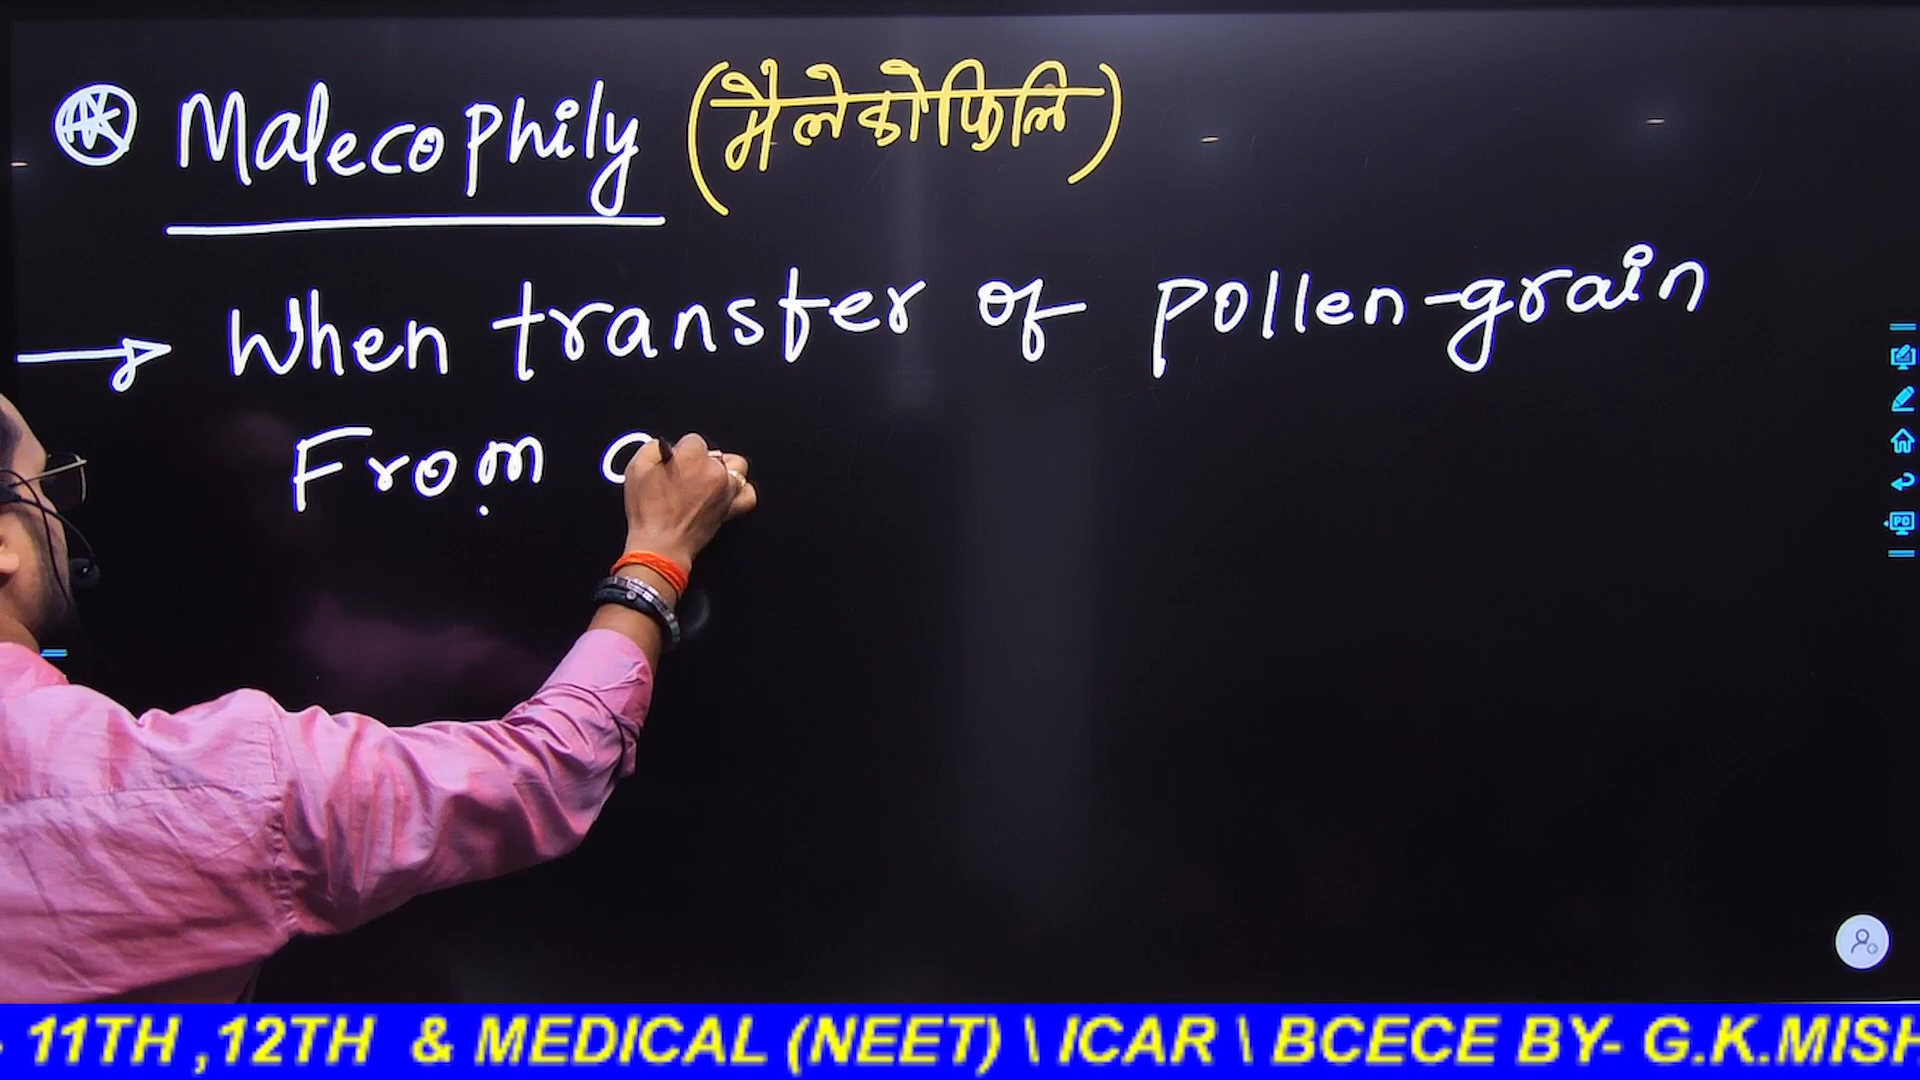 Malecophily (मैलेकोफिलि)
→ When transfer of pollen-grain
From
11TH ,12TH & MEDICAL (NEET) \ ICAR \ BCECE BY- G.K.MISH